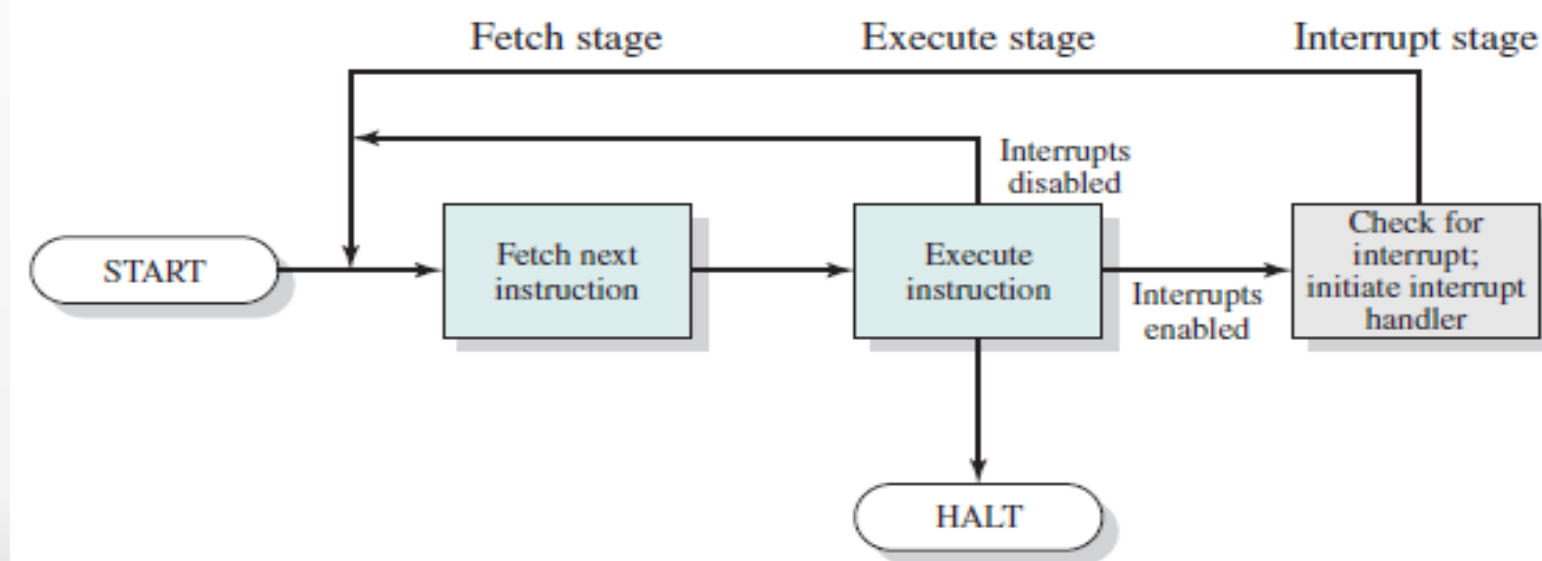 Fetch stage
Execute stage
Interrupt stage
Interrupts
disabled
START
Fetch next
instruction
Execute
instruction
Interrupts
enabled
Check for
interrupt;
initiate interrupt
handler
HALT